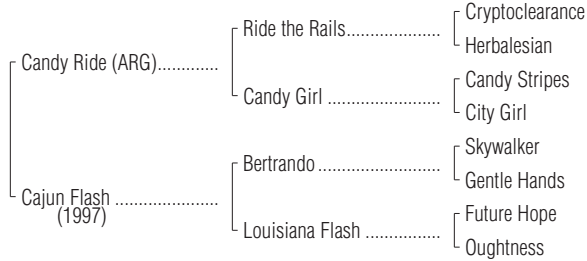 Cryptoclearance
Ride the Rails
Herbalesian
Candy Ride (ARG)
Candy Stripes
Candy Girl
City Girl
Skywalker
Bertrando
Gentle Hands
Cajun Flash
(1997)
Future Hope
Louisiana Flash
Oughtness